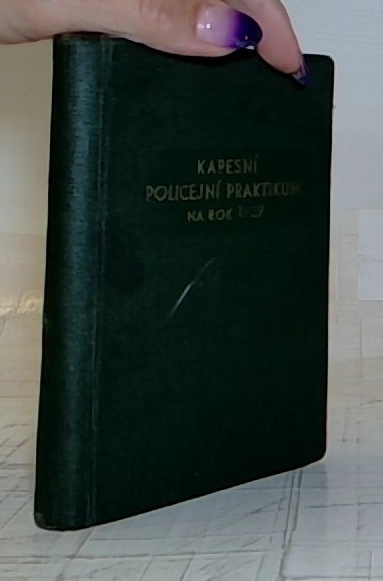 KAPESNÍ
POLICEJNÍ PRAKTIKUM
NA ROK